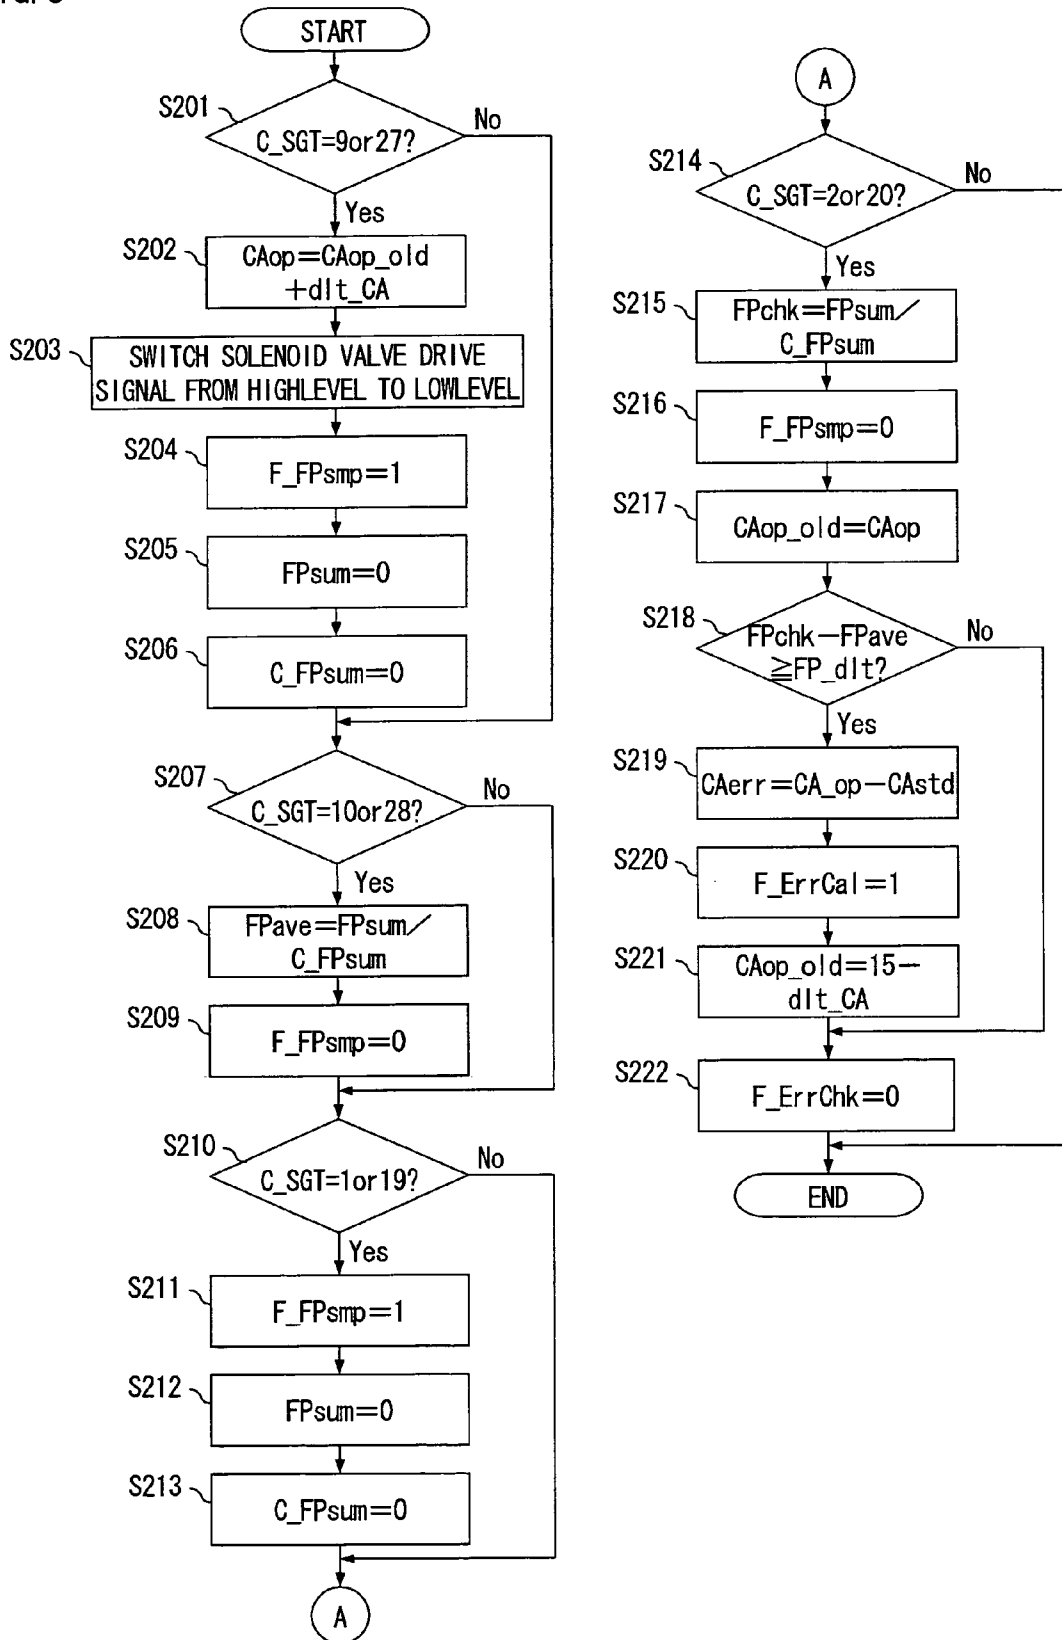 START
S201
C_SGT=9or27?
No
Yes
S202
CAop=CAop_old
+dlt_CA
S203
SWITCH SOLENOID VALVE DRIVE
SIGNAL FROM HIGHLEVEL TO LOWLEVEL
S204
F_FPsmp=1
S205
FPsum=0
S206
C_FPsum=0
S207
C_SGT=10or28?
No
Yes
S208
FPave=FPsum/
C_FPsum
S209
F_FPsmp=0
S210
C_SGT=1or19?
No
Yes
S211
F_FPsmp=1
S212
FPsum=0
S213
C_FPsum=0
A
A
S214
C_SGT=2or20?
No
Yes
S215
FPchk=FPsum/
C_FPsum
S216
F_FPsmp=0
S217
CAop_old=CAop
S218
FPchk-FPave
≧FP_dlt?
No
Yes
S219
CAerr=CA_op-CAstd
S220
F_ErrCal=1
S221
CAop_old=15-
dlt_CA
S222
F_ErrChk=0
END